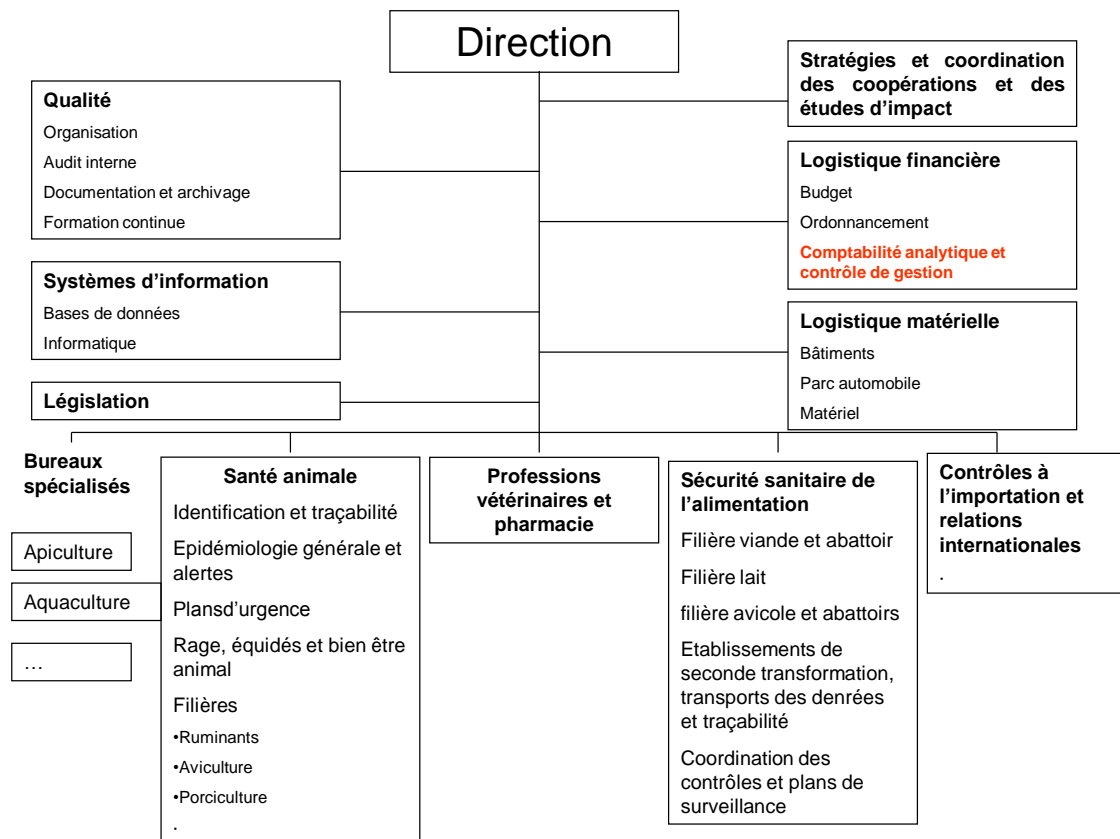 Direction
Stratégies et coordination
des coopérations et des
études d’impact
Qualité
Organisation
Audit interne
Documentation et archivage
Formation continue
Logistique financière
Budget
Ordonnancement
Comptabilité analytique et
contrôle de gestion
Systèmes d’information
Bases de données
Informatique
Logistique matérielle
Bâtiments
Parc automobile
Matériel
Législation
Bureaux
spécialisés
Apiculture
Aquaculture
…
Santé animale
Identification et traçabilité
Epidémiologie générale et
alertes
Plansd’urgence
Rage, équidés et bien être
animal
Filières
•Ruminants
•Aviculture
•Porciculture
.
Professions
vétérinaires et
pharmacie
Sécurité sanitaire de
l’alimentation
Filière viande et abattoir
Filière lait
filière avicole et abattoirs
Etablissements de
seconde transformation,
transports des denrées
et traçabilité
Coordination des
contrôles et plans de
surveillance
Contrôles à
l’importation et
relations
internationales
.